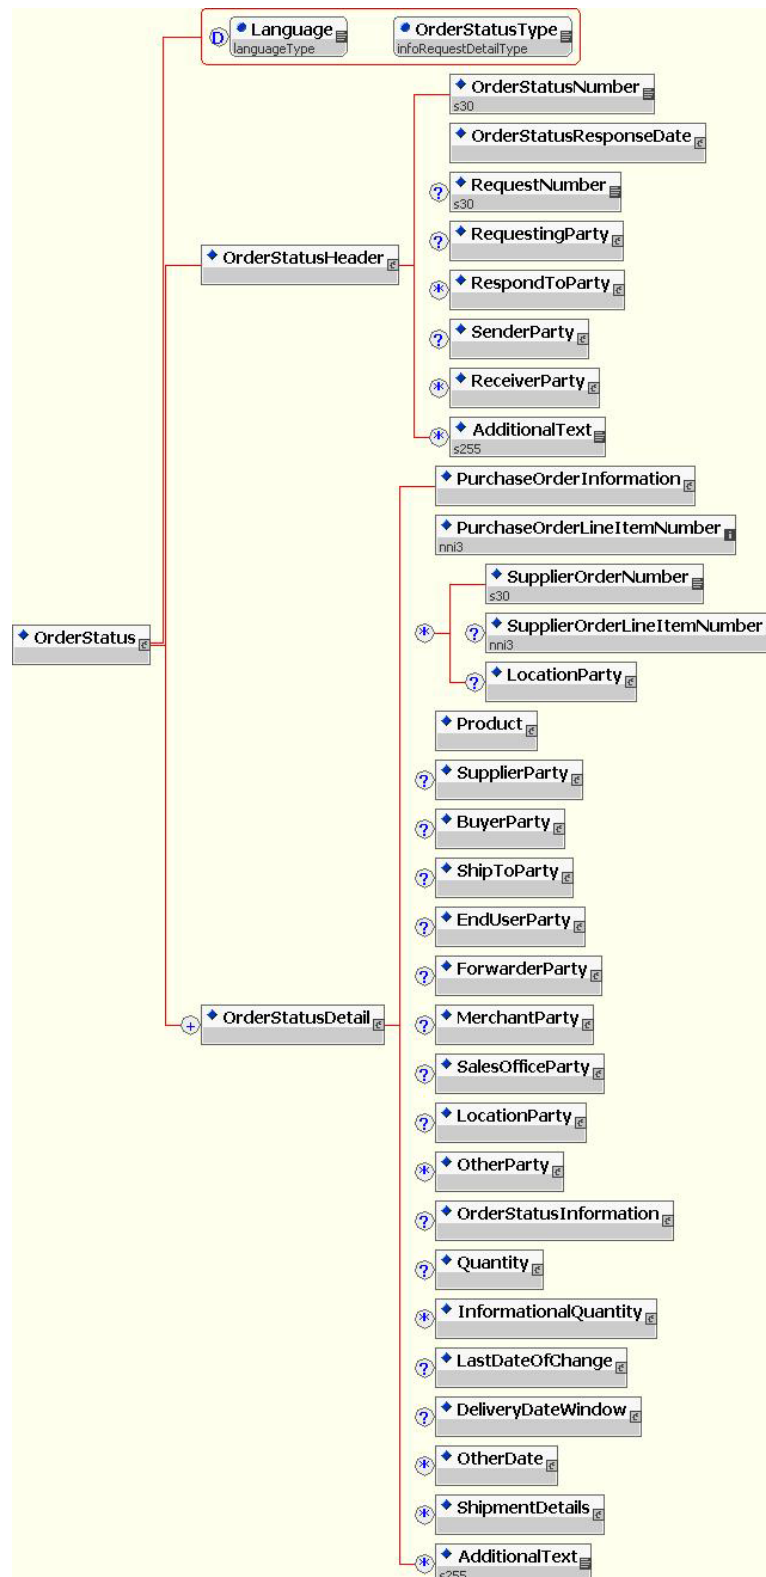 D
Language
languageType
OrderStatusType
infoRequestDetailType
OrderStatusNumber
s30
OrderStatusResponseDate
? RequestNumber
s30
? RequestingParty
* RespondToParty
? SenderParty
* ReceiverParty
* AdditionalText
s255
OrderStatusHeader
OrderStatus
+ OrderStatusDetail
PurchaseOrderInformation
PurchaseOrderLineItemNumber
nni3
*
SupplierOrderNumber
s30
? SupplierOrderLineItemNumber
nni3
? LocationParty
Product
? SupplierParty
? BuyerParty
? ShipToParty
? EndUserParty
? ForwarderParty
? MerchantParty
? SalesOfficeParty
? LocationParty
* OtherParty
? OrderStatusInformation
? Quantity
* InformationalQuantity
? LastDateOfChange
? DeliveryDateWindow
* OtherDate
* ShipmentDetails
* AdditionalText
s255